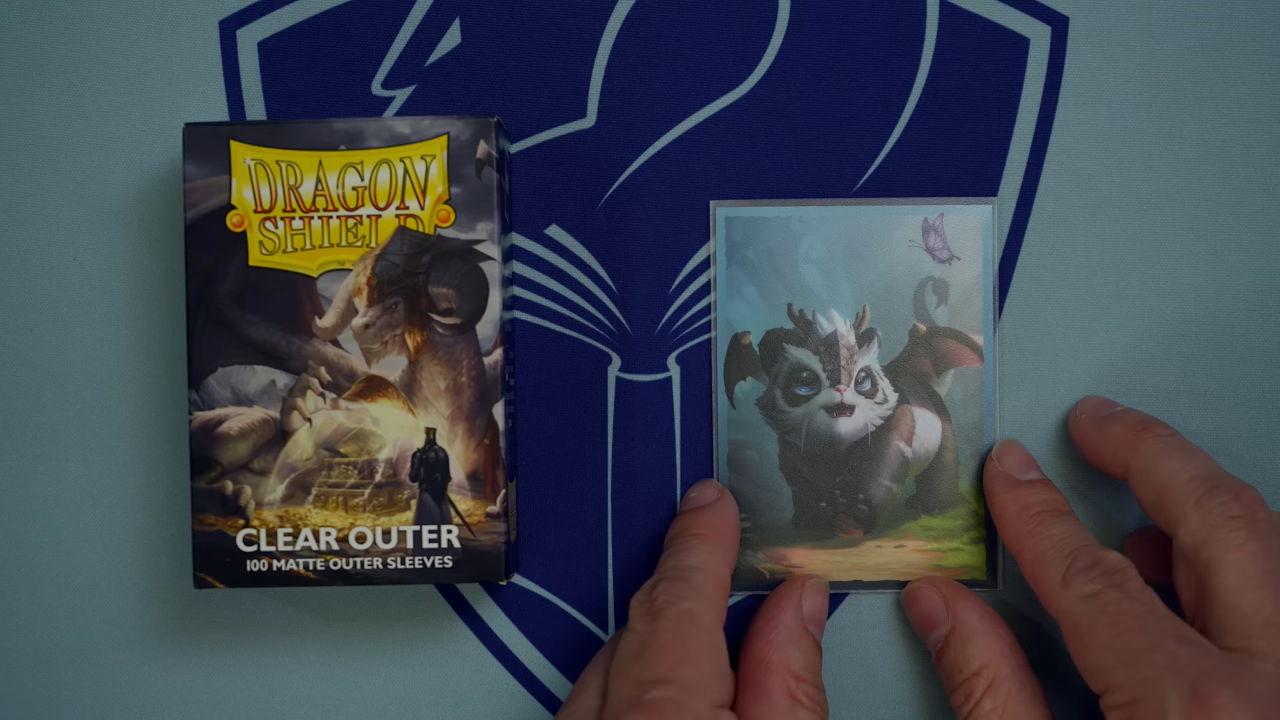 DRAGON
SHIELD
CLEAR OUTER
100 MATTE OUTER SLEEVES